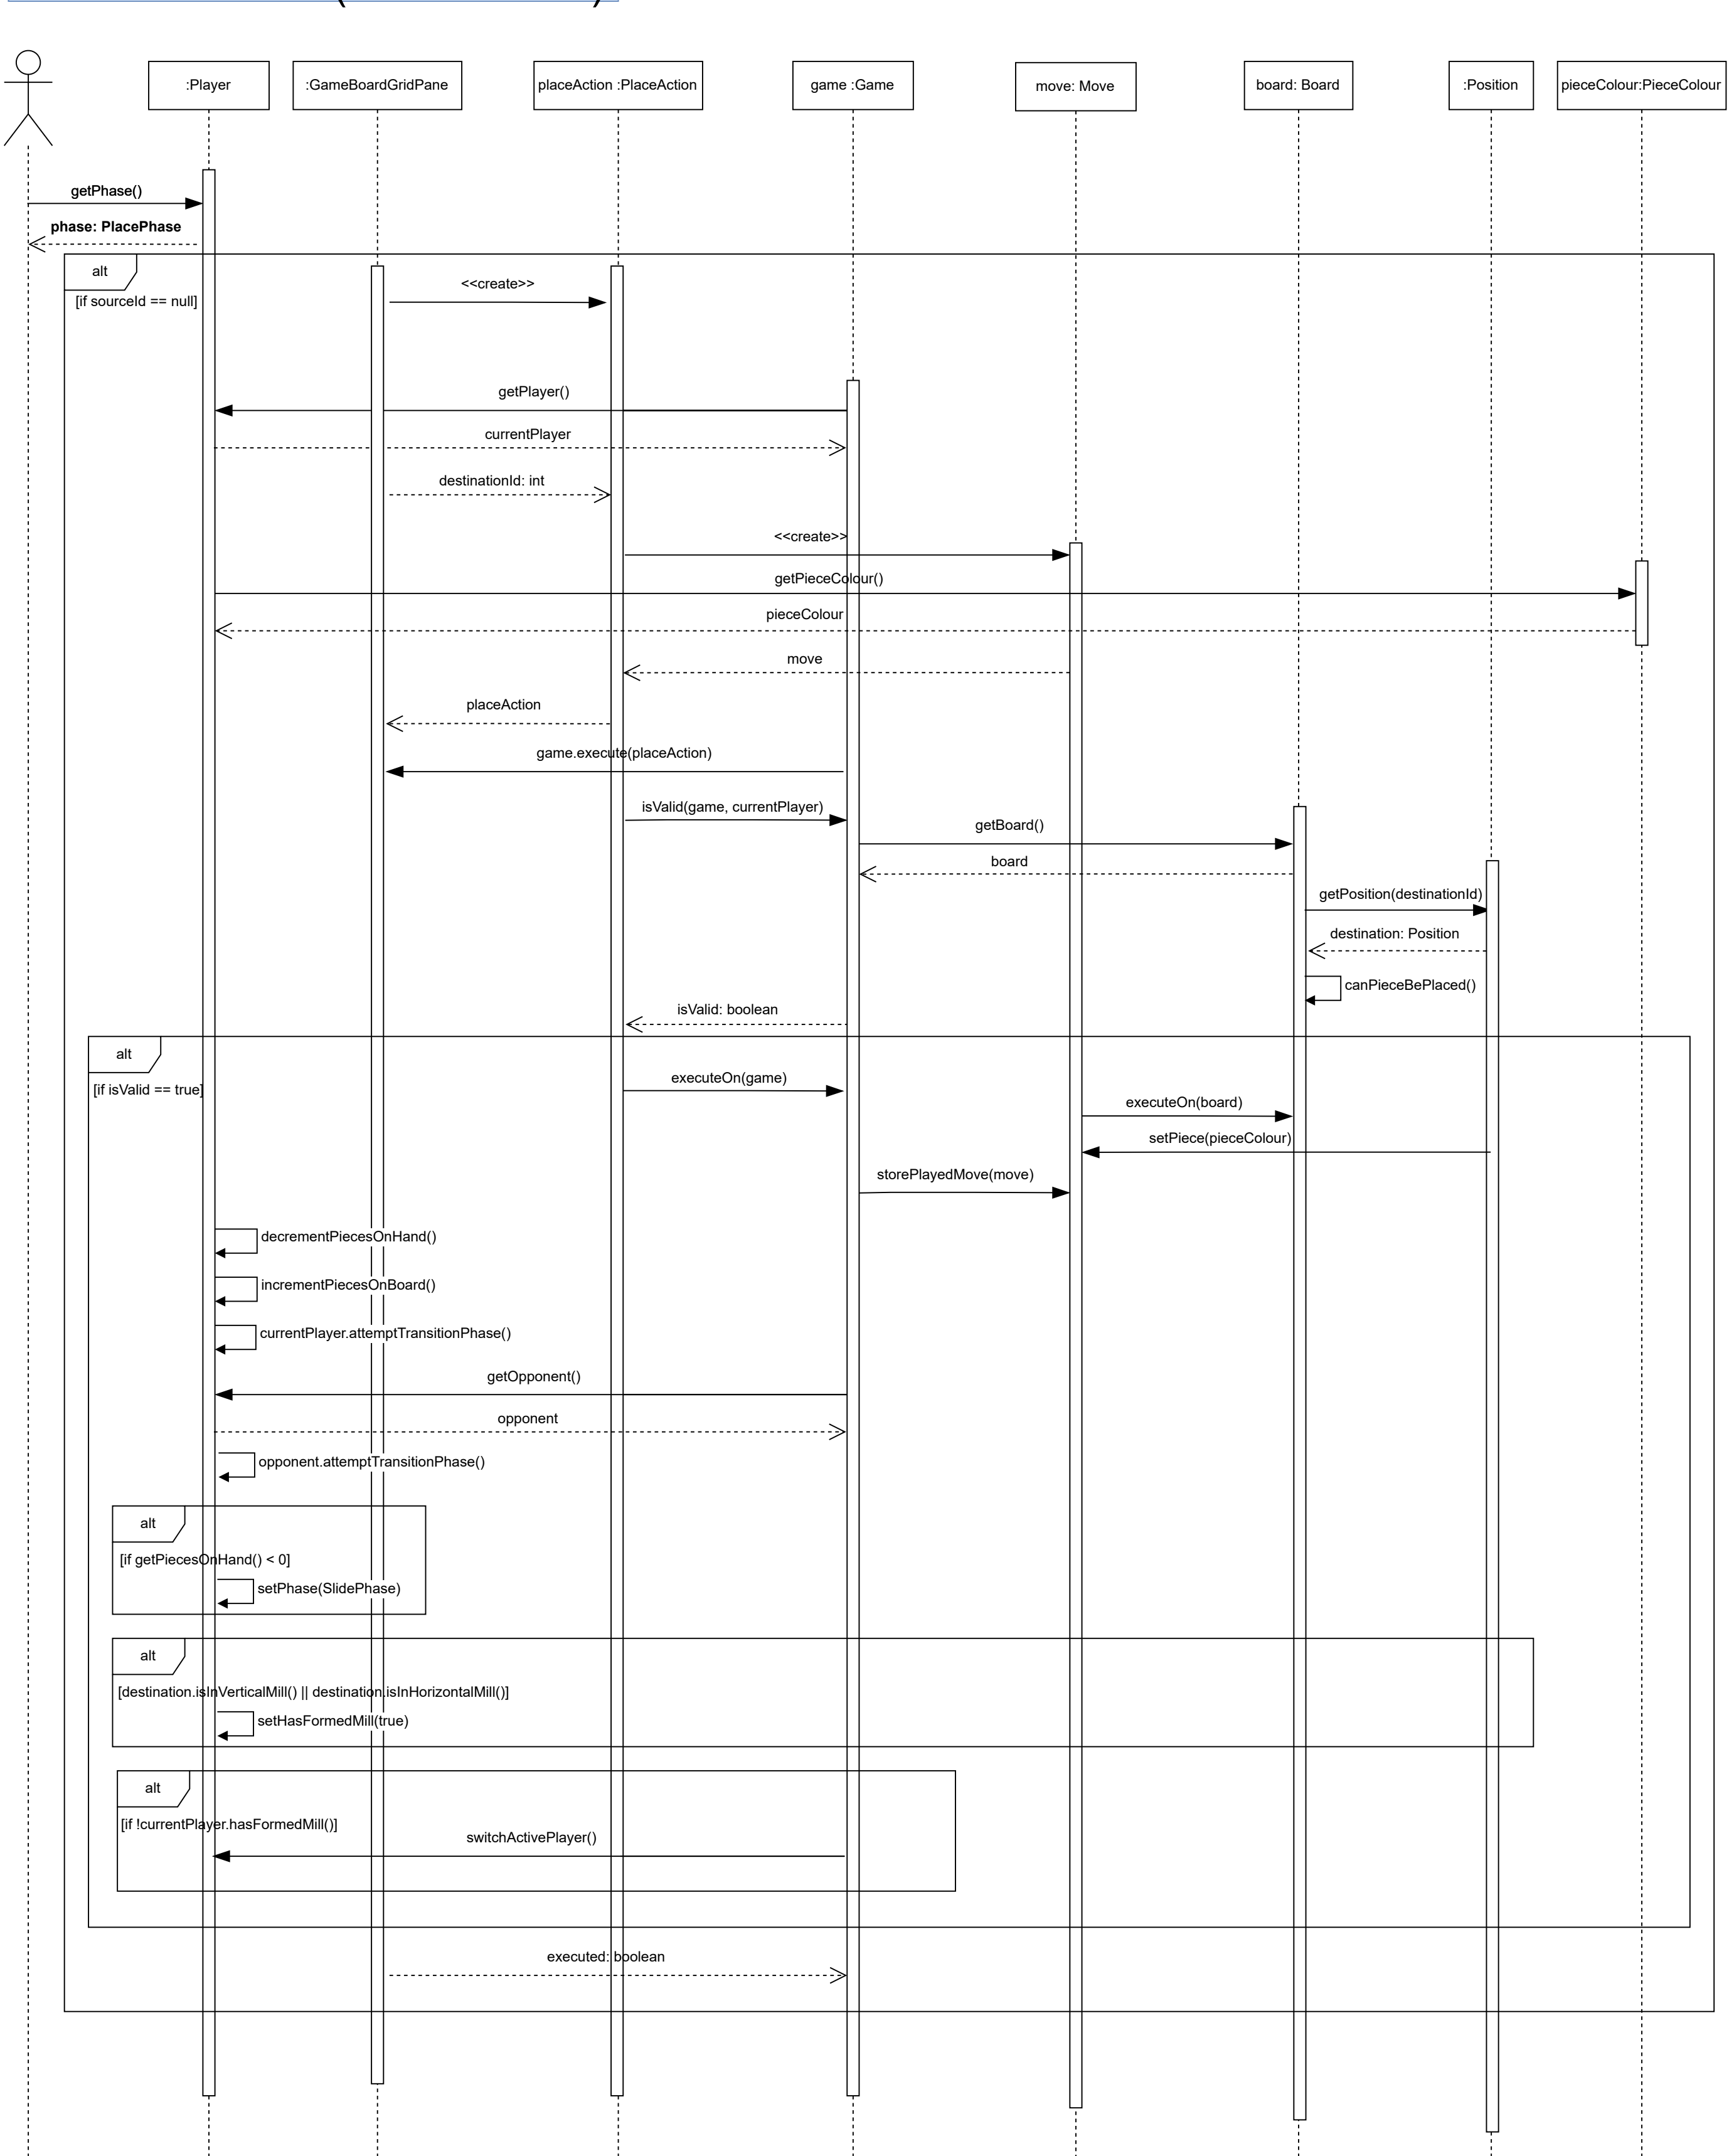 :Player
:GameBoardGridPane
placeAction :PlaceAction
game :Game
move: Move
board: Board
:Position
pieceColour:PieceColour
getPhase()
phase: PlacePhase
alt
[if sourceId == null]
<<create>>
getPlayer()
currentPlayer
destinationId: int
<<create>>
getPieceColour()
pieceColour
move
placeAction
game.execute(placeAction)
isValid(game, currentPlayer)
getBoard()
board
getPosition(destinationId)
destination: Position
canPieceBePlaced()
isValid: boolean
alt
[if isValid == true]
executeOn(game)
executeOn(board)
setPiece(pieceColour)
storePlayedMove(move)
decrementPiecesOnHand()
incrementPiecesOnBoard()
currentPlayer.attemptTransitionPhase()
getOpponent()
opponent
opponent.attemptTransitionPhase()
alt
[if getPiecesOnHand() < 0]
setPhase(SlidePhase)
alt
[destination.isInVerticalMill() || destination.isInHorizontalMill()]
setHasFormedMill(true)
alt
[if !currentPlayer.hasFormedMill()]
switchActivePlayer()
executed: boolean